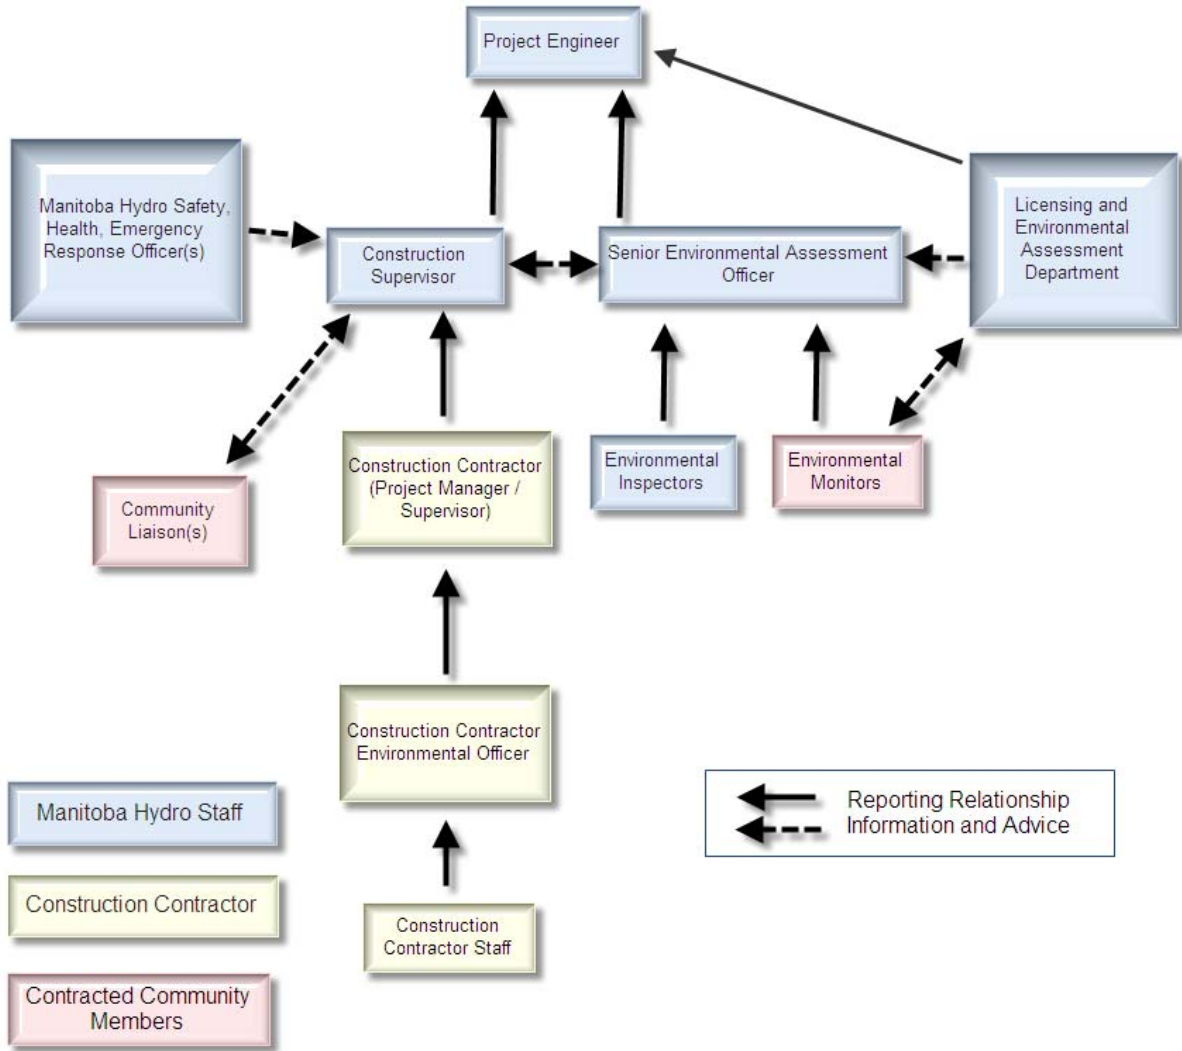 Project Engineer
Manitoba Hydro Safety,
Health, Emergency
Response Officer(s)
Construction
Supervisor
Senior Environmental Assessment
Officer
Licensing and
Environmental
Assessment
Department
Community
Liaison(s)
Construction Contractor
(Project Manager /
Supervisor)
Environmental
Inspectors
Environmental
Monitors
Construction Contractor
Environmental Officer
Construction
Contractor Staff
Manitoba Hydro Staff
Construction Contractor
Contracted Community
Members
Reporting Relationship
Information and Advice